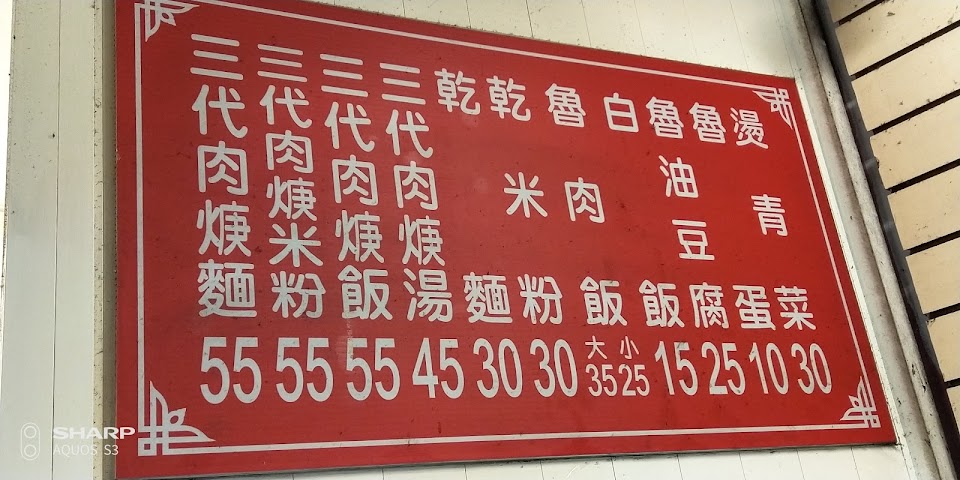 三代肉焿麵 55
三代肉焿米粉 55
三代肉焿飯 55
三代肉焿湯 45
乾麵 30
乾米粉 30
魯肉飯 大35 小25
白飯 15
魯油豆腐 25
魯蛋 10
燙青菜 30
SHARP
AQUOS S3